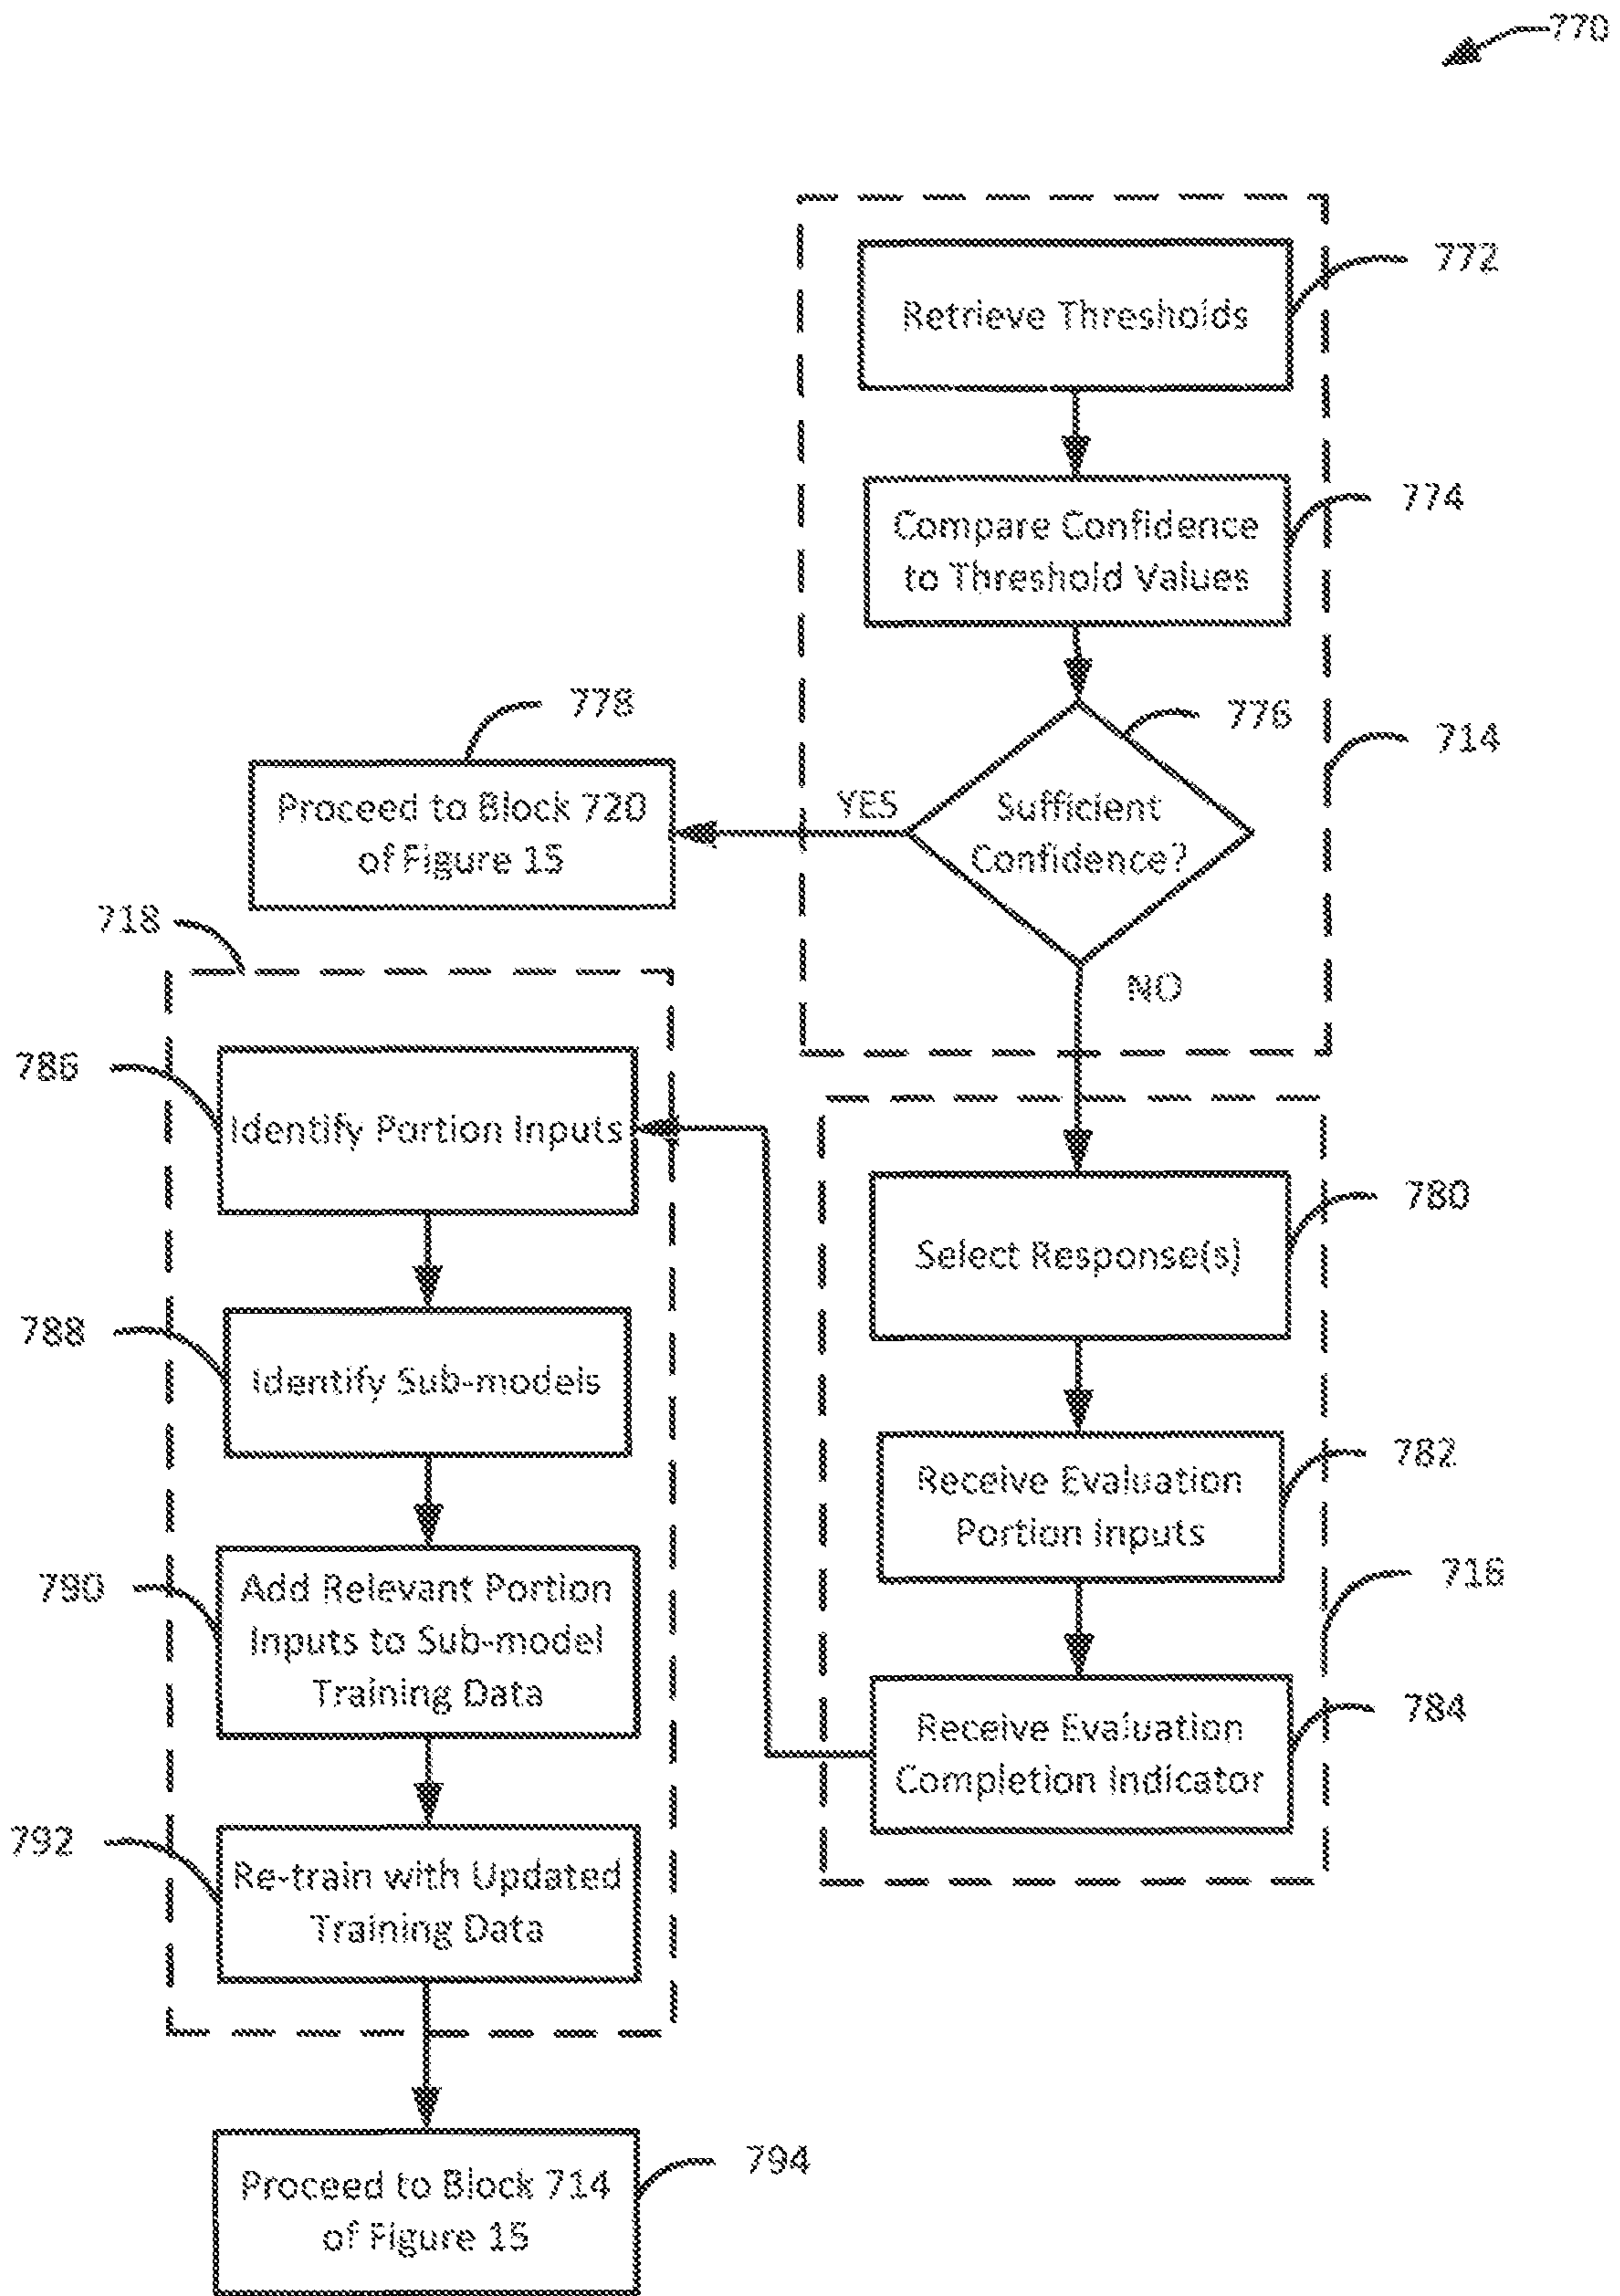 770
772
Retrieve Thresholds
774
Compare Confidence
to Threshold Values
776
714
Sufficient
Confidence?
YES
NO
778
Proceed to Block 720
of Figure 15
780
Select Response(s)
782
Receive Evaluation
Portion Inputs
716
784
Receive Evaluation
Completion Indicator
718
786
Identify Portion Inputs
788
Identify Sub-models
790
Add Relevant Portion
Inputs to Sub-model
Training Data
792
Re-train with Updated
Training Data
794
Proceed to Block 714
of Figure 15